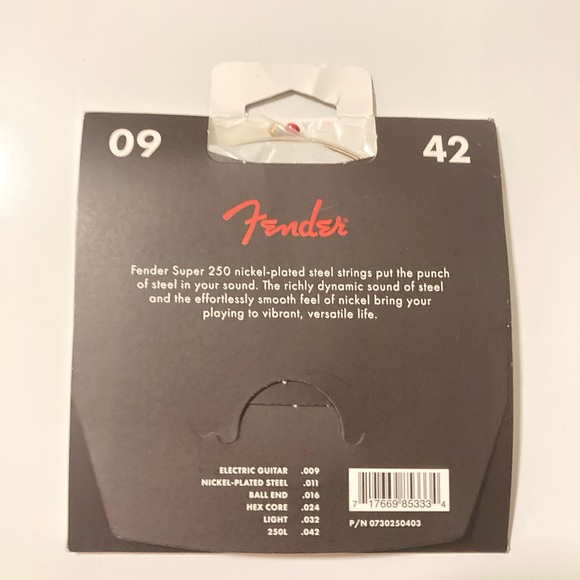 09 42
Fender
Fender Super 250 nickel-plated steel strings put the punch
of steel in your sound. The richly dynamic sound of steel
and the effortlessly smooth feel of nickel bring your
playing to vibrant, versatile life.
ELECTRIC GUITAR .009
NICKEL-PLATED STEEL .011
BALL END .016
HEX CORE .024
LIGHT .032
250L .042
7 17669 85333 4
P/N 0730250403